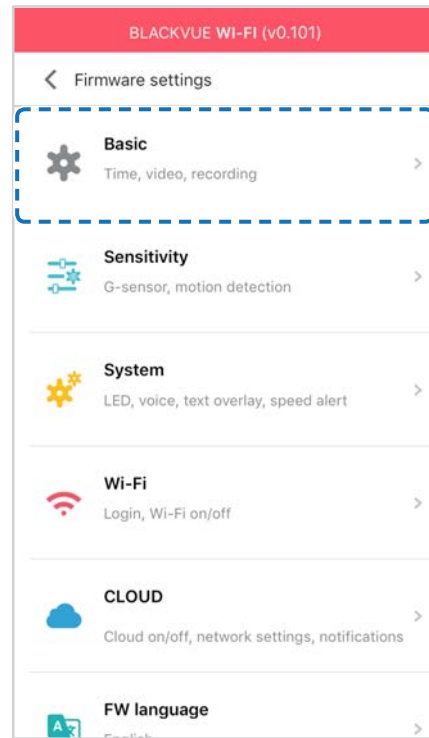 BLACKVUE WI-FI (v0.101)
Firmware settings
Basic
Time, video, recording
Sensitivity
G-sensor, motion detection
System
LED, voice, text overlay, speed alert
Wi-Fi
Login, Wi-Fi on/off
CLOUD
Cloud on/off, network settings, notifications
FW language
English